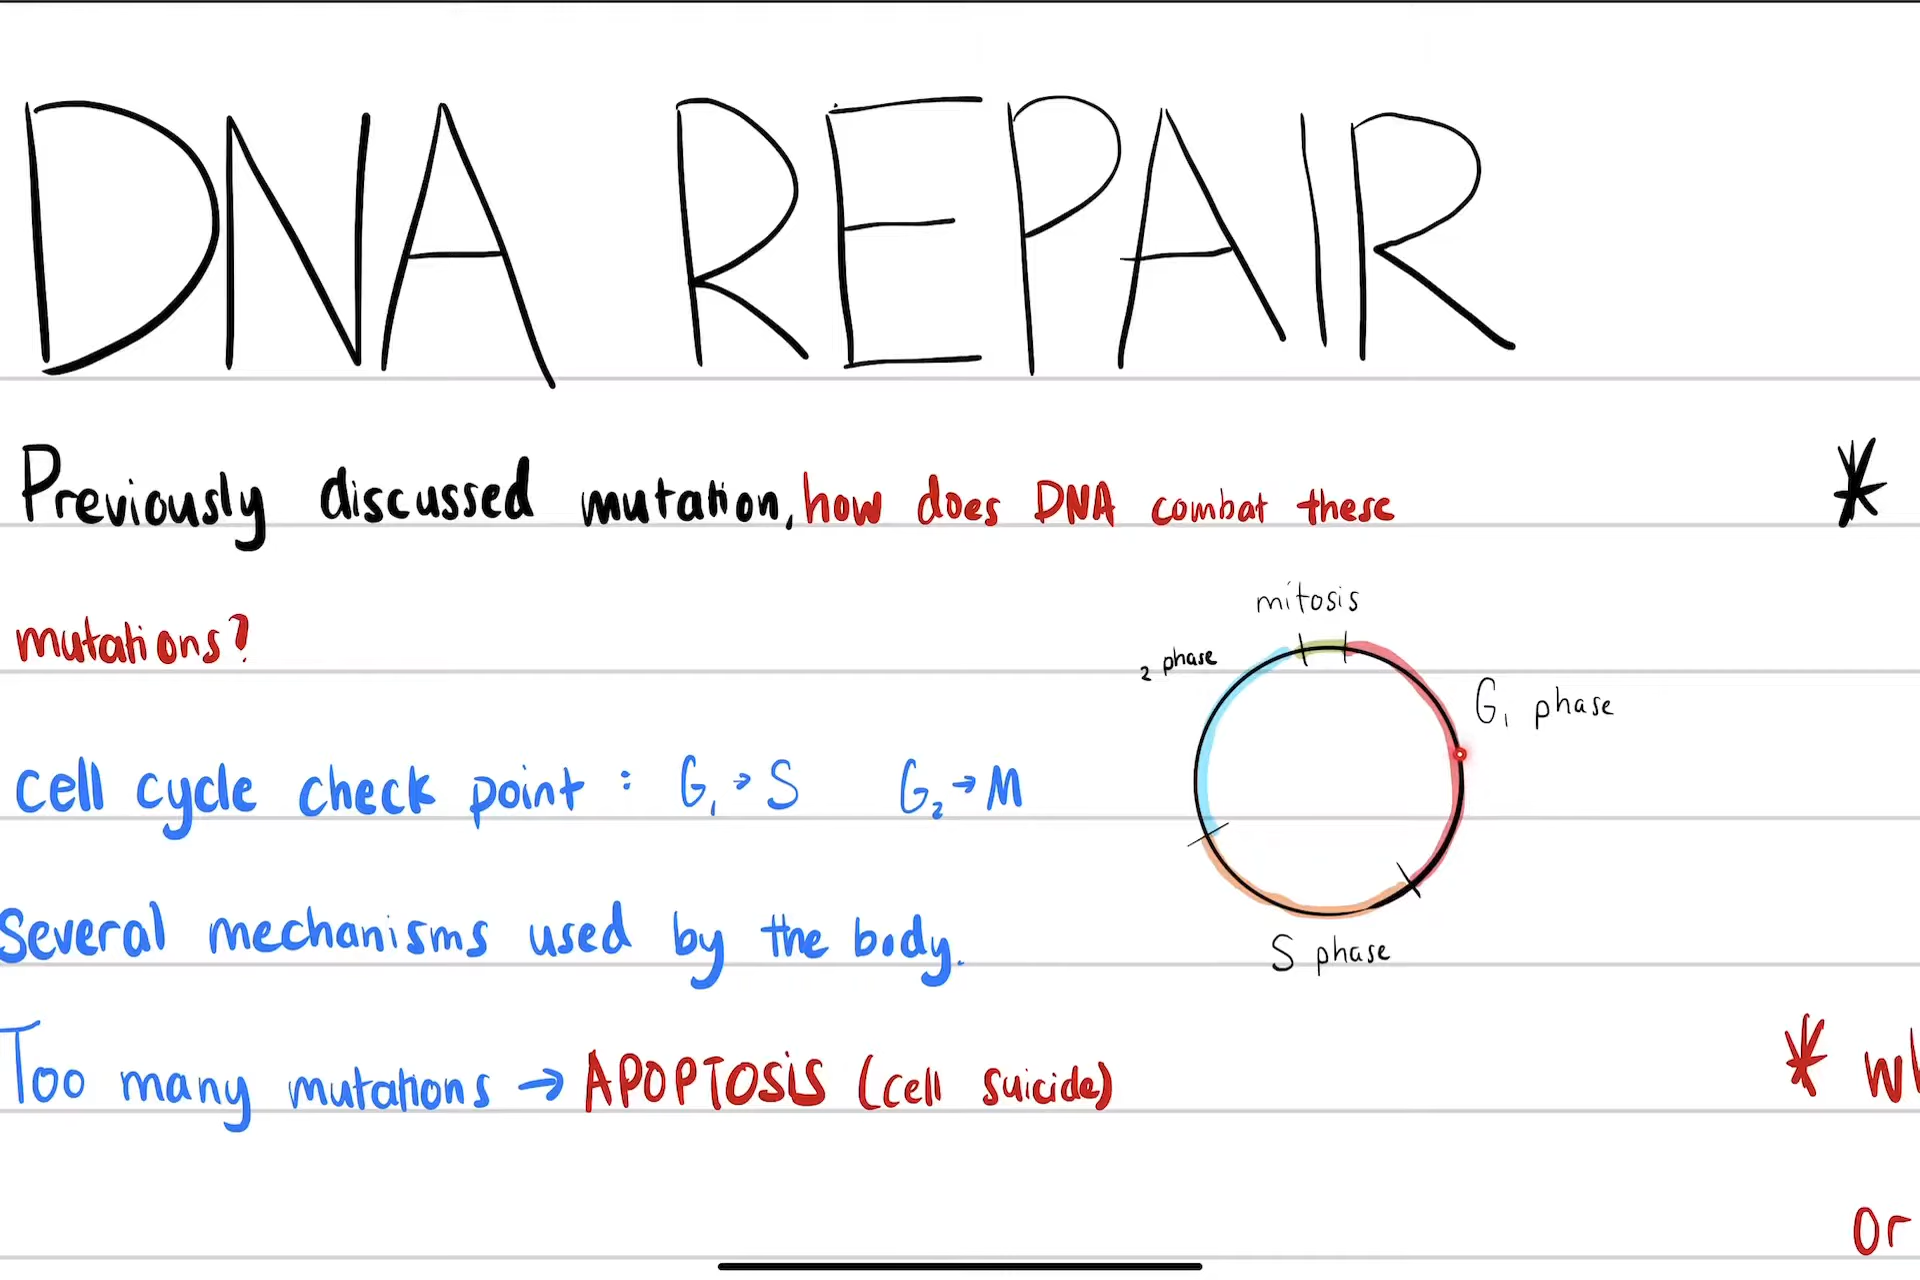 DNA REPAIR
Previously discussed mutation, how does DNA combat these
*
mutations?
mitosis
2 phase
G₁ phase
cell cycle check point : G₁ → S G₂ → M
Several mechanisms used by the body.
S phase
Too many mutations → APOPTOSIS (cell suicide)
*
or